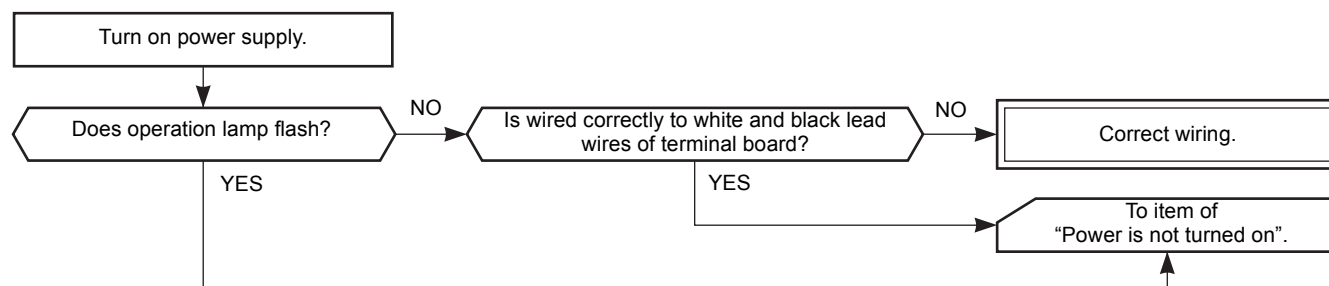 Turn on power supply.
Does operation lamp flash?
NO
Is wired correctly to white and black lead
wires of terminal board?
NO
Correct wiring.
YES
YES
To item of
“Power is not turned on”.